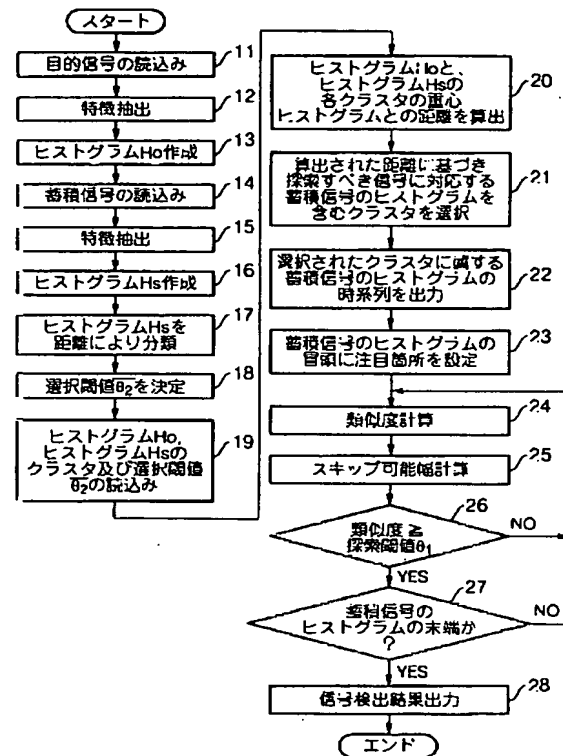 スタート
11
目的信号の読込み
12
特徴抽出
13
ヒストグラムHo作成
14
蓄積信号の読込み
15
特徴抽出
16
ヒストグラムHs作成
17
ヒストグラムHsを
距離により分類
18
選択閾値θ2を決定
19
ヒストグラムHo,
ヒストグラムHsの
クラスタ及び選択閾値
θ2の読込み
20
ヒストグラムHoと、
ヒストグラムHsの
各クラスタの重心
ヒストグラムとの距離を算出
21
算出された距離に基づき
探索すべき信号に対応する
蓄積信号のヒストグラムを
含むクラスタを選択
22
選択されたクラスタに属する
蓄積信号のヒストグラムの
時系列を出力
23
蓄積信号のヒストグラムの
冒頭に注目箇所を設定
24
類似度計算
25
スキップ可能幅計算
26
類似度≧
探索閾値θ1
NO
YES
27
蓄積信号の
ヒストグラムの末端か
?
NO
YES
28
信号検出結果出力
エンド